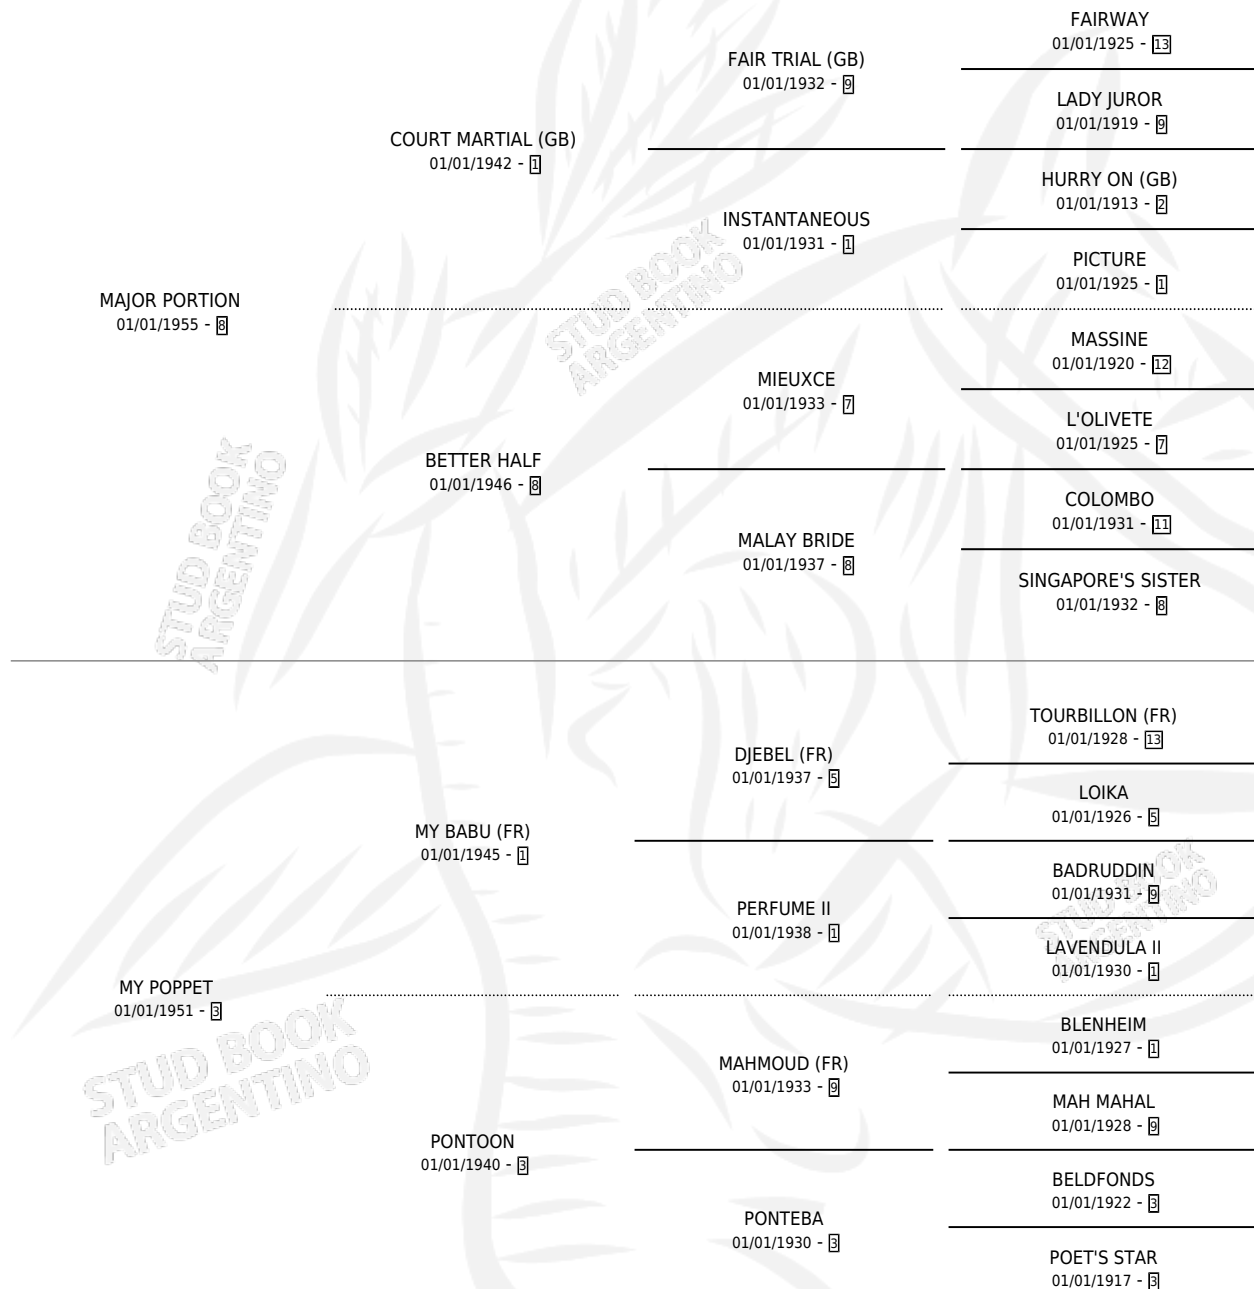 FAIRWAY
01/01/1925 - 13
FAIR TRIAL (GB)
01/01/1932 - 9
LADY JUROR
01/01/1919 - 9
COURT MARTIAL (GB)
01/01/1942 - 1
HURRY ON (GB)
01/01/1913 - 2
INSTANTANEOUS
01/01/1931 - 1
PICTURE
01/01/1925 - 1
MAJOR PORTION
01/01/1955 - 8
MASSINE
01/01/1920 - 12
MIEUXCE
01/01/1933 - 7
L'OLIVETE
01/01/1925 - 7
BETTER HALF
01/01/1946 - 8
COLOMBO
01/01/1931 - 11
MALAY BRIDE
01/01/1937 - 8
SINGAPORE'S SISTER
01/01/1932 - 8
TOURBILLON (FR)
01/01/1928 - 13
DJEBEL (FR)
01/01/1937 - 5
LOIKA
01/01/1926 - 5
MY BABU (FR)
01/01/1945 - 1
BADRUDDIN
01/01/1931 - 9
PERFUME II
01/01/1938 - 1
LAVENDULA II
01/01/1930 - 1
MY POPPET
01/01/1951 - 3
BLENHEIM
01/01/1927 - 1
MAHMOUD (FR)
01/01/1933 - 9
MAH MAHAL
01/01/1928 - 9
PONTOON
01/01/1940 - 3
BELDFONDS
01/01/1922 - 3
PONTEBA
01/01/1930 - 3
POET'S STAR
01/01/1917 - 3
STUD BOOK
ARGENTINO
STUD BOOK
ARGENTINO
STUD BOOK
ARGENTINO
STUD BOOK
ARGENTINO